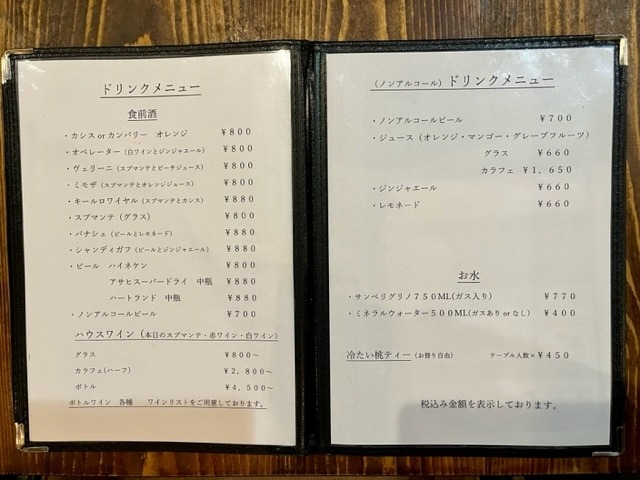 ドリンクメニュー
食前酒
・カシス or カンパリー　オレンジ　￥８００
・オペレーター（白ワインとジンジャエール）　￥８００
・ヴェリーニ（スプマンテとピーチジュース）　￥８００
・ミモザ（スプマンテとオレンジジュース）　￥８００
・キールロワイヤル（スプマンテとカシス）　￥８８０
・スプマンテ（グラス）　￥８００
・パナシェ（ビールとレモネード）　￥８８０
・シャンディガフ（ビールとジンジャエール）　￥８８０
・ビール　ハイネケン　￥８００
アサヒスーパードライ　中瓶　￥８８０
ハートランド　中瓶　￥８８０
・ノンアルコールビール　￥７００
ハウスワイン（本日のスプマンテ・赤ワイン・白ワイン）
グラス　￥８００～
カラフェ(ハーフ)　￥２，８００～
ボトル　￥４，５００～
ボトルワイン　各種　ワインリストをご用意しております。
（ノンアルコール）ドリンクメニュー
・ノンアルコールビール　￥７００
・ジュース（オレンジ・マンゴー・グレープフルーツ）
グラス　￥６６０
カラフェ　￥１，６５０
・ジンジャエール　￥６６０
・レモネード　￥６６０
お水
・サンペリグリノ７５０ML(ガス入り）　￥７７０
・ミネラルウォーター５００ML(ガスあり or なし）　￥４００
冷たい桃ティー（お替り自由）　テーブル人数×￥４５０
税込み金額を表示しております。